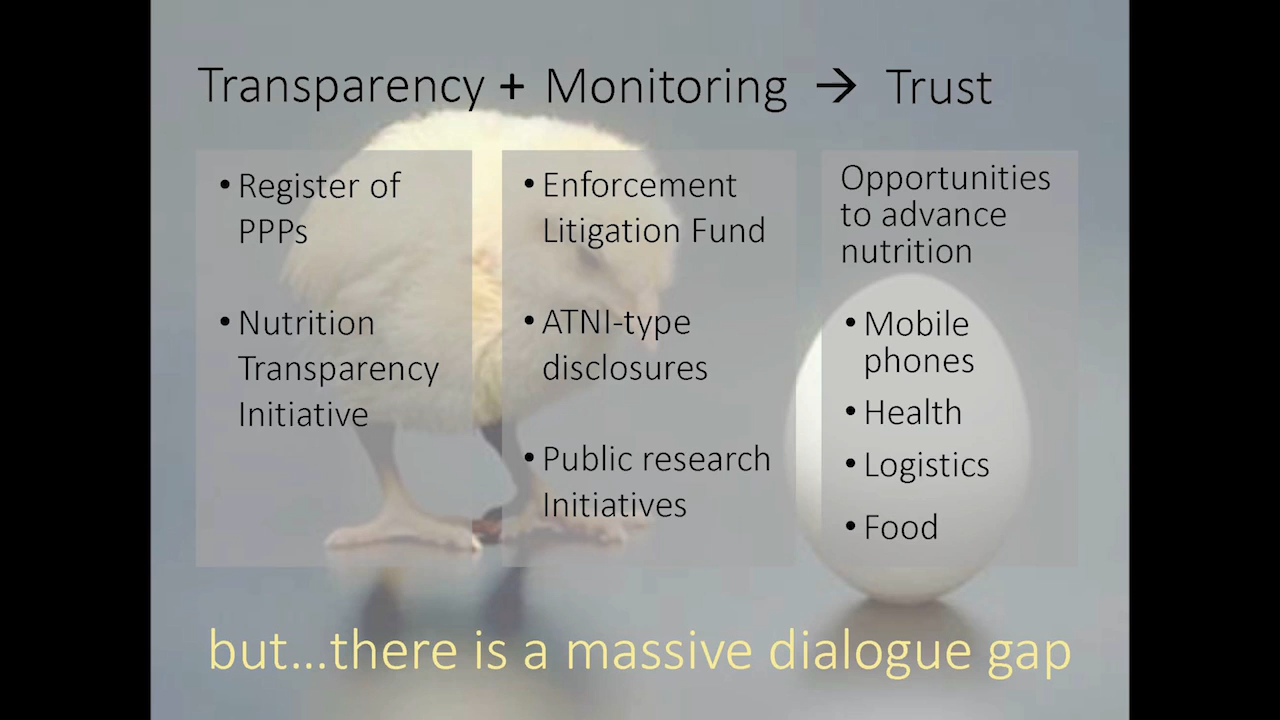 Transparency + Monitoring → Trust
• Register of
PPPs
• Nutrition
Transparency
Initiative
• Enforcement
Litigation Fund
• ATNI-type
disclosures
• Public research
Initiatives
Opportunities
to advance
nutrition
• Mobile
phones
• Health
• Logistics
• Food
but...there is a massive dialogue gap